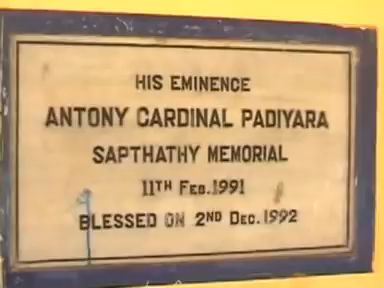 HIS EMINENCE
ANTONY CARDINAL PADIYARA
SAPTHATHY MEMORIAL
11TH FEB.1991
BLESSED ON 2ND DEC.1992